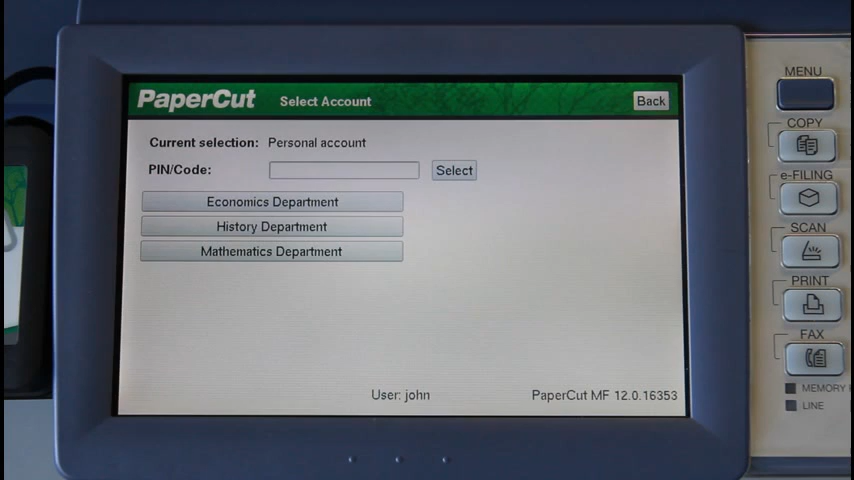 PaperCut Select Account Back
Current selection: Personal account
PIN/Code: Select
Economics Department
History Department
Mathematics Department
User: john PaperCut MF 12.0.16353
MENU
COPY
e-FILING
SCAN
PRINT
FAX
MEMORY
LINE